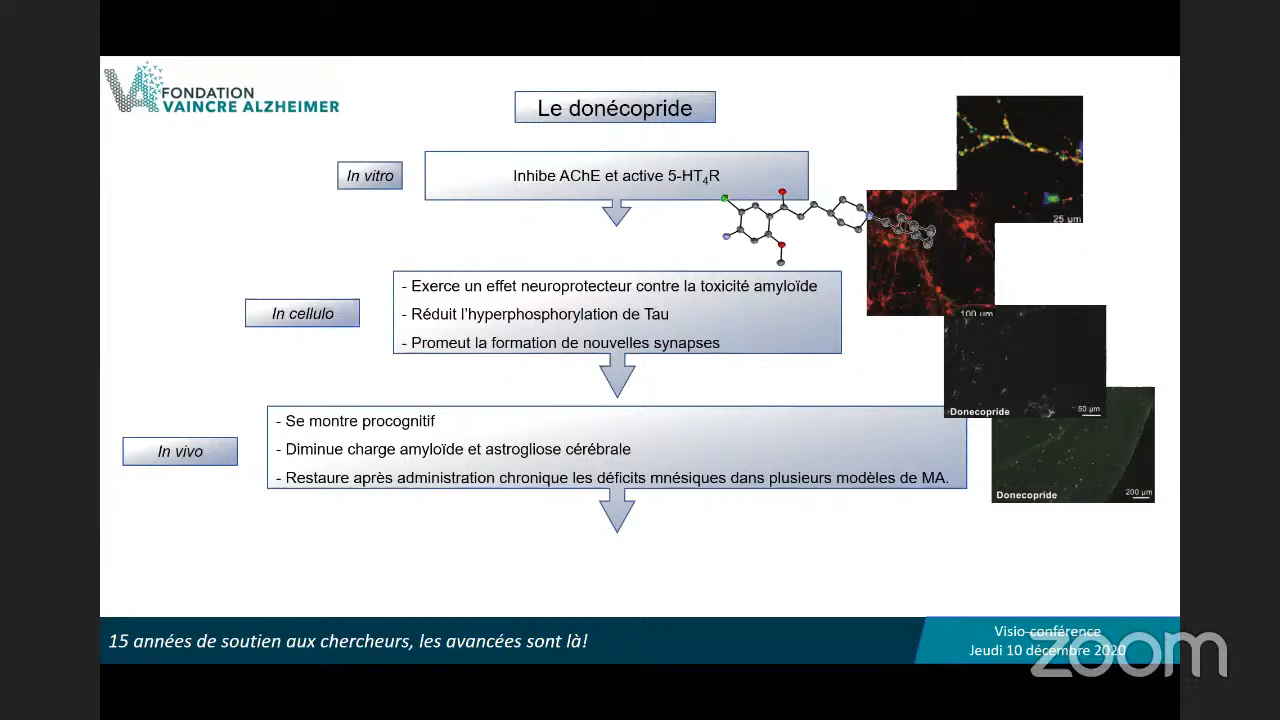 FONDATION
VAINCRE ALZHEIMER
Le donécopride
In vitro
Inhibe AChE et active 5-HT₄R
25 µm
100 µm
In cellulo
- Exerce un effet neuroprotecteur contre la toxicité amyloïde
- Réduit l'hyperphosphorylation de Tau
- Promeut la formation de nouvelles synapses
Donecopride
50 µm
In vivo
- Se montre procognitif
- Diminue charge amyloïde et astrogliose cérébrale
- Restaure après administration chronique les déficits mnésiques dans plusieurs modèles de MA.
Donecopride
200 µm
15 années de soutien aux chercheurs, les avancées sont là!
Visio-conférence
Jeudi 10 décembre 2020
zoom